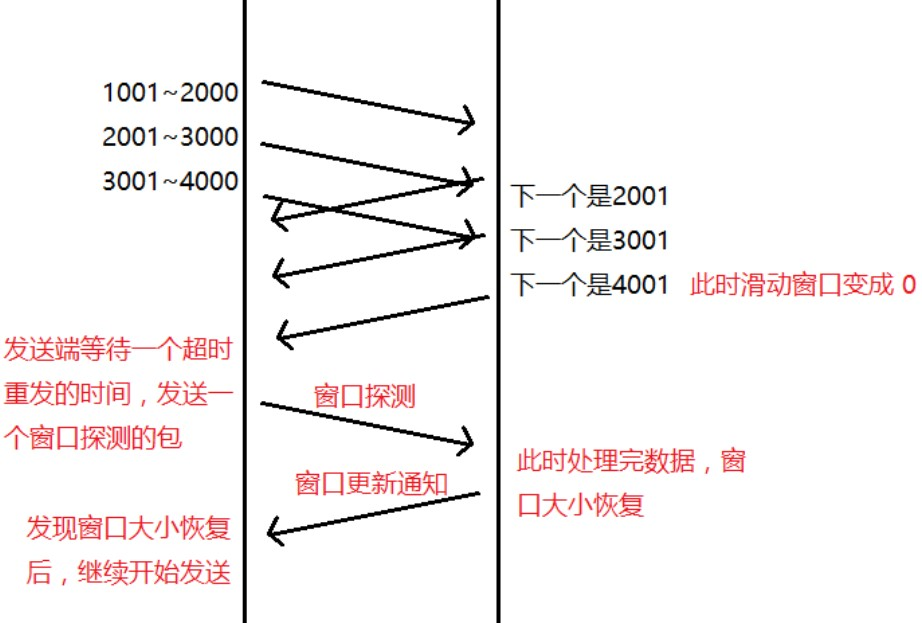 1001~2000
2001~3000
3001~4000
下一个是2001
下一个是3001
下一个是4001 此时滑动窗口变成 0
发送端等待一个超时
重发的时间，发送一
个窗口探测的包
窗口探测
此时处理完数据，窗
口大小恢复
窗口更新通知
发现窗口大小恢复
后，继续开始发送